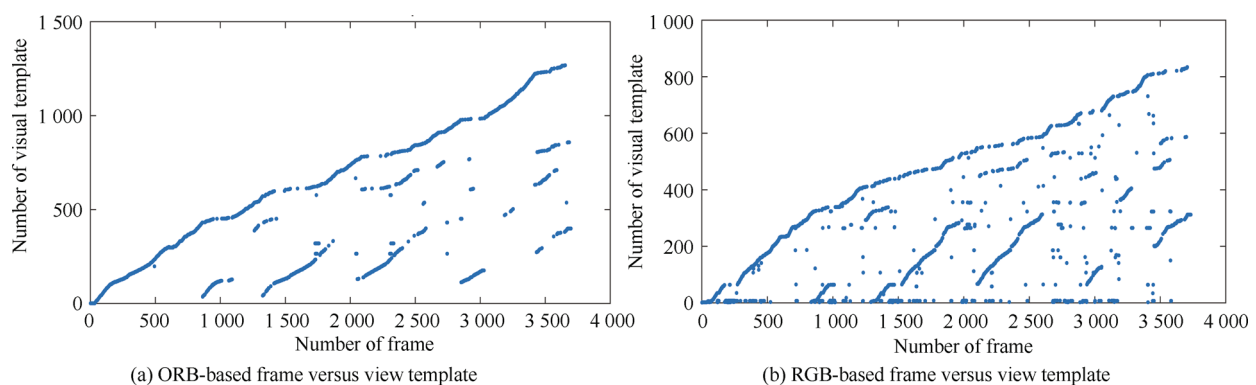 1 500
1 000
500
0
Number of visual template
0 500 1 000 1 500 2 000 2 500 3 000 3 500 4 000
Number of frame
(a) ORB-based frame versus view template
1 000
800
600
400
200
0
Number of visual template
0 500 1 000 1 500 2 000 2 500 3 000 3 500 4 000
Number of frame
(b) RGB-based frame versus view template